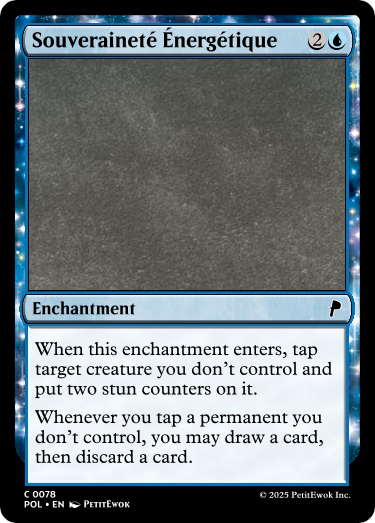 Souveraineté Énergétique 2
Enchantment
When this enchantment enters, tap
target creature you don't control and
put two stun counters on it.
Whenever you tap a permanent you
don't control, you may draw a card,
then discard a card.
C 0078
POL • EN PetitEwok
© 2025 PetitEwok Inc.